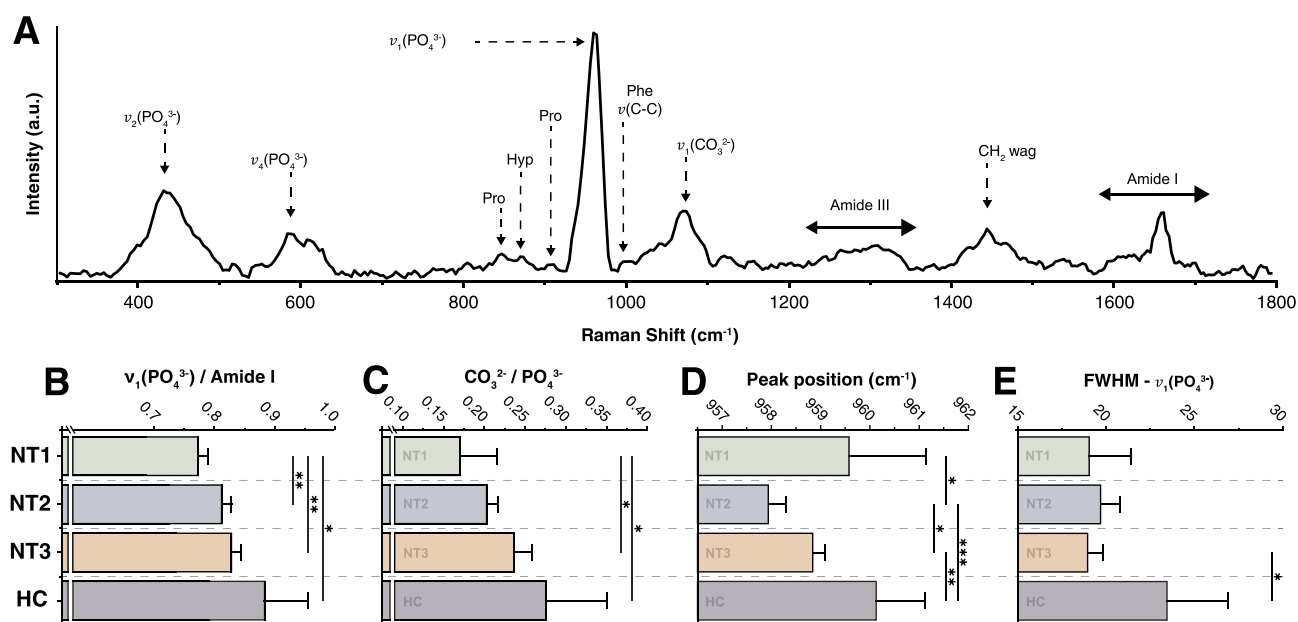 A
ν₁(PO₄³⁻)
Phe
ν(C-C)
Pro
ν₂(PO₄³⁻)
ν₁(CO₃²⁻)
CH₂ wag
ν₄(PO₄³⁻)
Hyp
Amide I
Pro
Amide III
Intensity (a.u.)
400 600 800 1000 1200 1400 1600 1800
Raman Shift (cm⁻¹)
B
ν₁(PO₄³⁻) / Amide I
0.7 0.8 0.9 1.0
NT1
NT2
NT3
HC
**
**
*
C
CO₃²⁻ / PO₄³⁻
0.10 0.15 0.20 0.25 0.30 0.35 0.40
NT1
NT2
NT3
HC
*
*
D
Peak position (cm⁻¹)
957 958 959 960 961 962
NT1
NT2
NT3
HC
*
*
***
**
E
FWHM - ν₁(PO₄³⁻)
15 20 25 30
NT1
NT2
NT3
HC
*